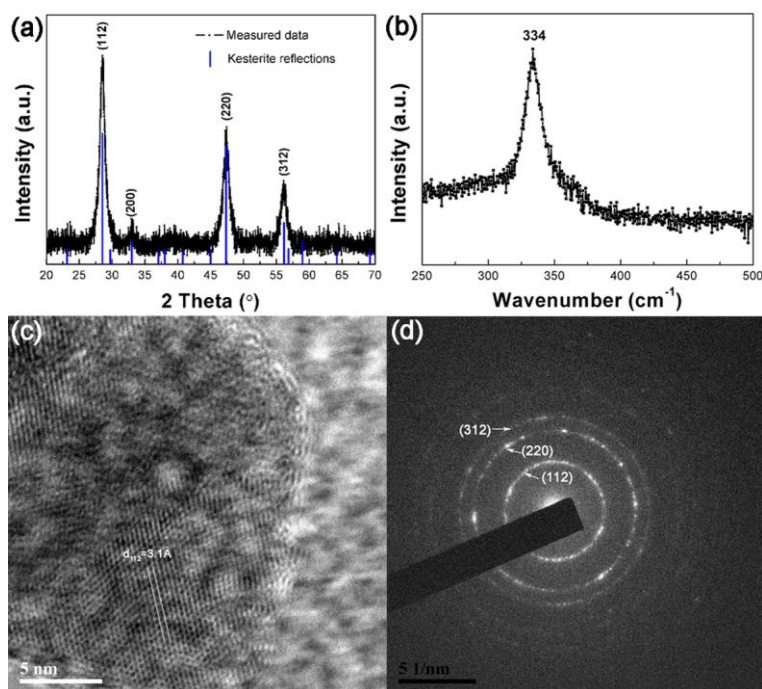 (a)
(112)
Measured data
Kesterite reflections
(220)
(312)
(200)
Intensity (a.u.)
20 25 30 35 40 45 50 55 60 65 70
2 Theta (°)
(b)
334
Intensity (a.u.)
250 300 350 400 450 500
Wavenumber (cm-1)
(c)
d112=3.1A
5 nm
(d)
(312)
(220)
(112)
5 1/nm